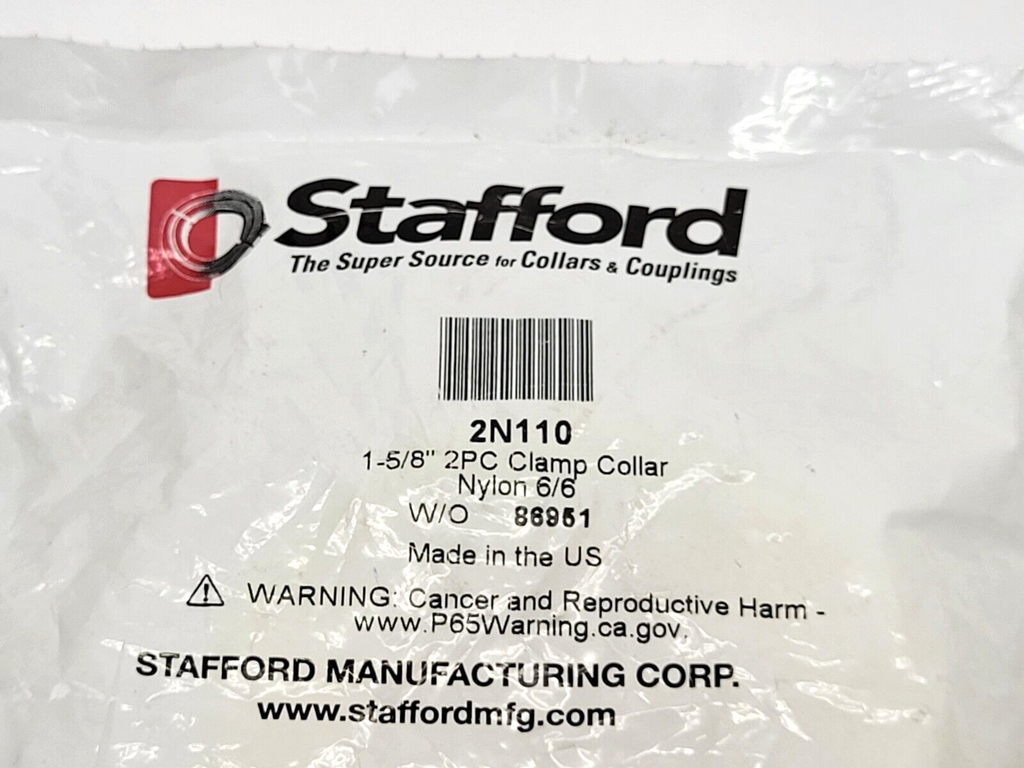 Stafford
The Super Source for Collars & Couplings
2N110
1-5/8" 2PC Clamp Collar
Nylon 6/6
W/O 86951
Made in the US
WARNING: Cancer and Reproductive Harm -
www.P65Warning.ca.gov.
STAFFORD MANUFACTURING CORP.
www.staffordmfg.com